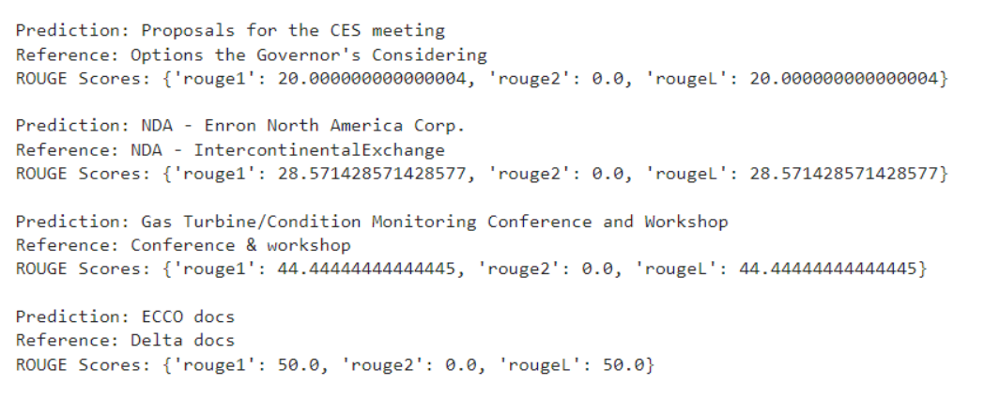 Prediction: Proposals for the CES meeting
Reference: Options the Governor's Considering
ROUGE Scores: {'rouge1': 20.000000000000004, 'rouge2': 0.0, 'rougeL': 20.000000000000004}
Prediction: NDA - Enron North America Corp.
Reference: NDA - IntercontinentalExchange
ROUGE Scores: {'rouge1': 28.571428571428577, 'rouge2': 0.0, 'rougeL': 28.571428571428577}
Prediction: Gas Turbine/Condition Monitoring Conference and Workshop
Reference: Conference & workshop
ROUGE Scores: {'rouge1': 44.44444444444445, 'rouge2': 0.0, 'rougeL': 44.44444444444445}
Prediction: ECCO docs
Reference: Delta docs
ROUGE Scores: {'rouge1': 50.0, 'rouge2': 0.0, 'rougeL': 50.0}